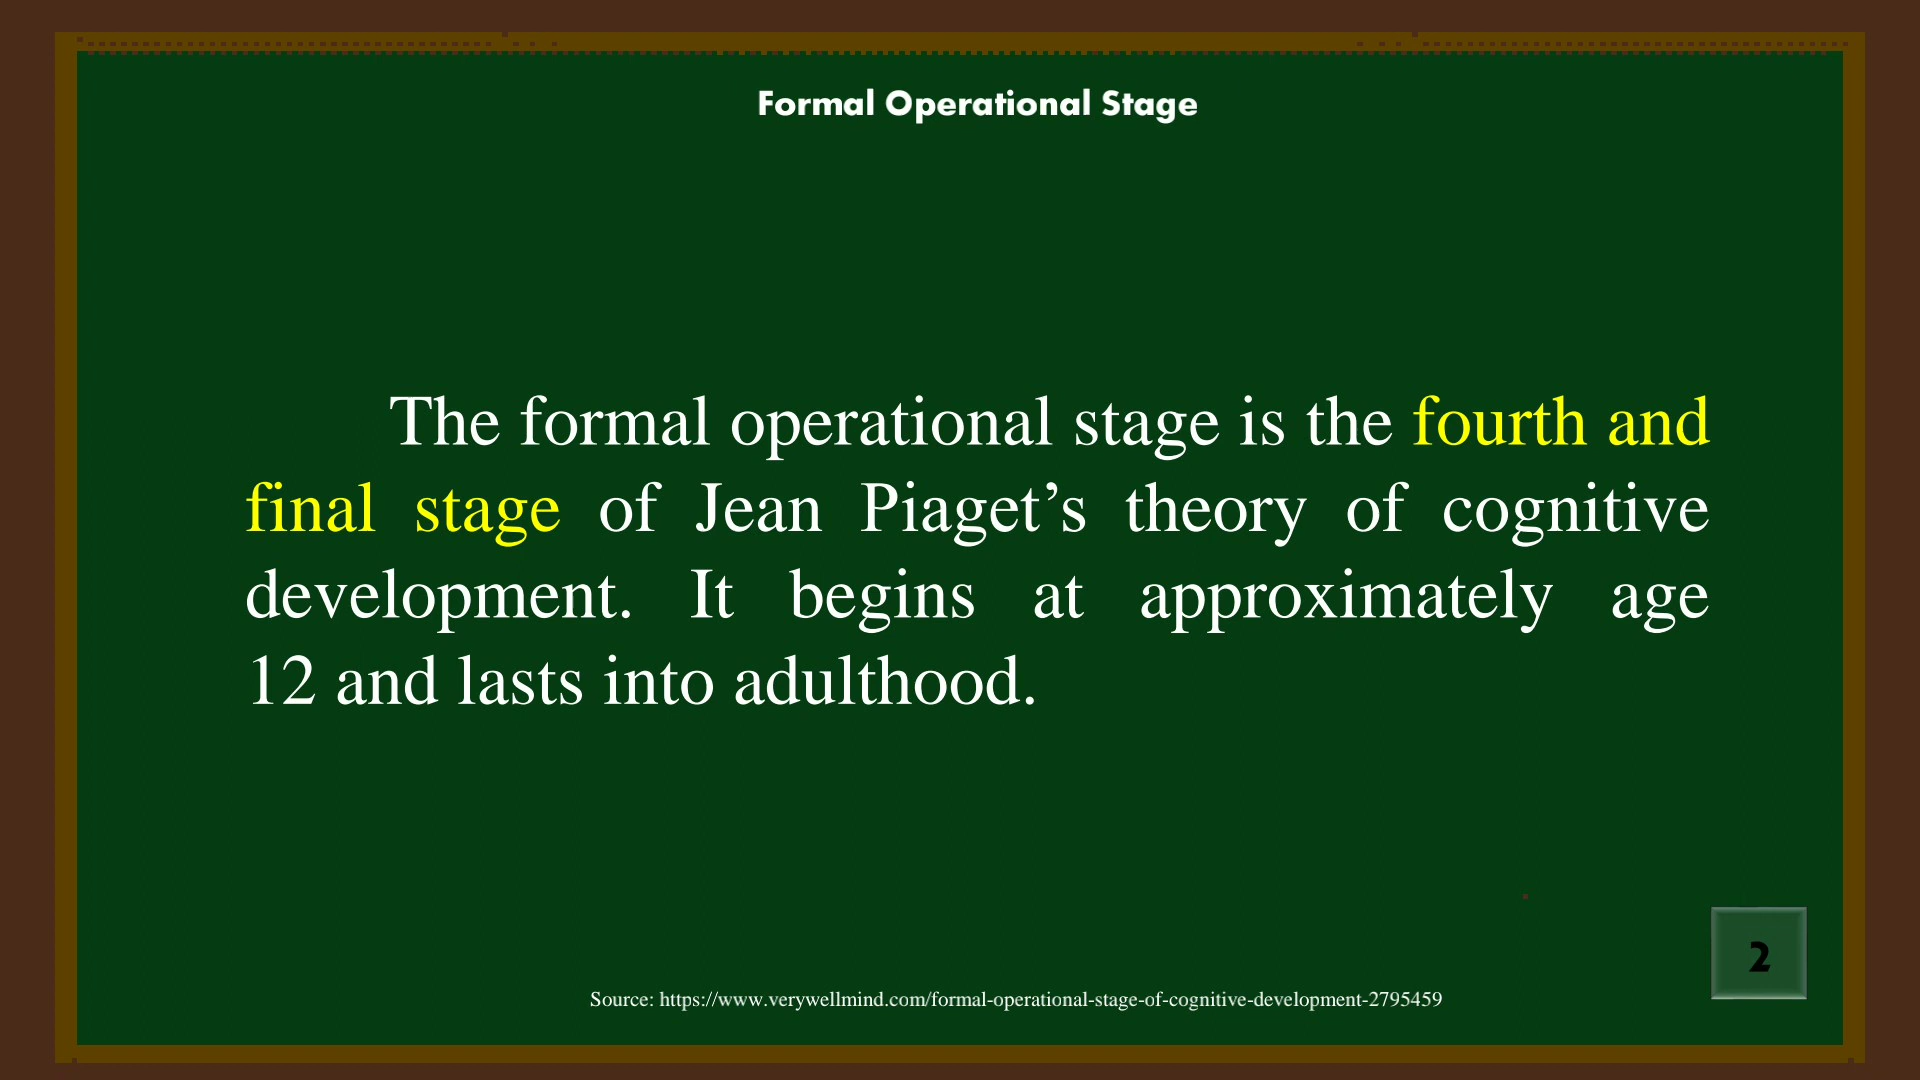 Formal Operational Stage
The formal operational stage is the fourth and
final stage of Jean Piaget’s theory of cognitive
development. It begins at approximately age
12 and lasts into adulthood.
2
Source: https://www.verywellmind.com/formal-operational-stage-of-cognitive-development-2795459